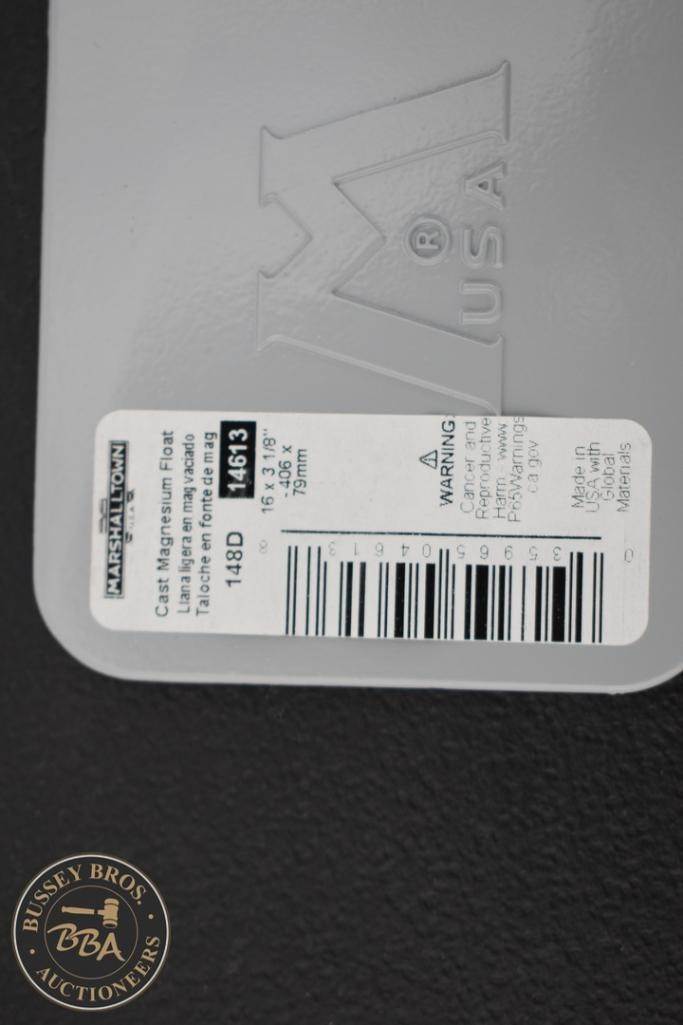 M
®
USA
MARSHALLTOWN
U.S.A.
Cast Magnesium Float
Llana ligera en mag vaciado
Taloche en fonte de mag
148D 14613
16 x 3 1/8"
-406 x
79mm
WARNING:
Cancer and
Reproductive
Harm - www
P65Warnings
ca.gov
Made in
USA with
Global
Materials
0 35965 04613 8
BUSSEY BROS.
BBA
AUCTIONEERS